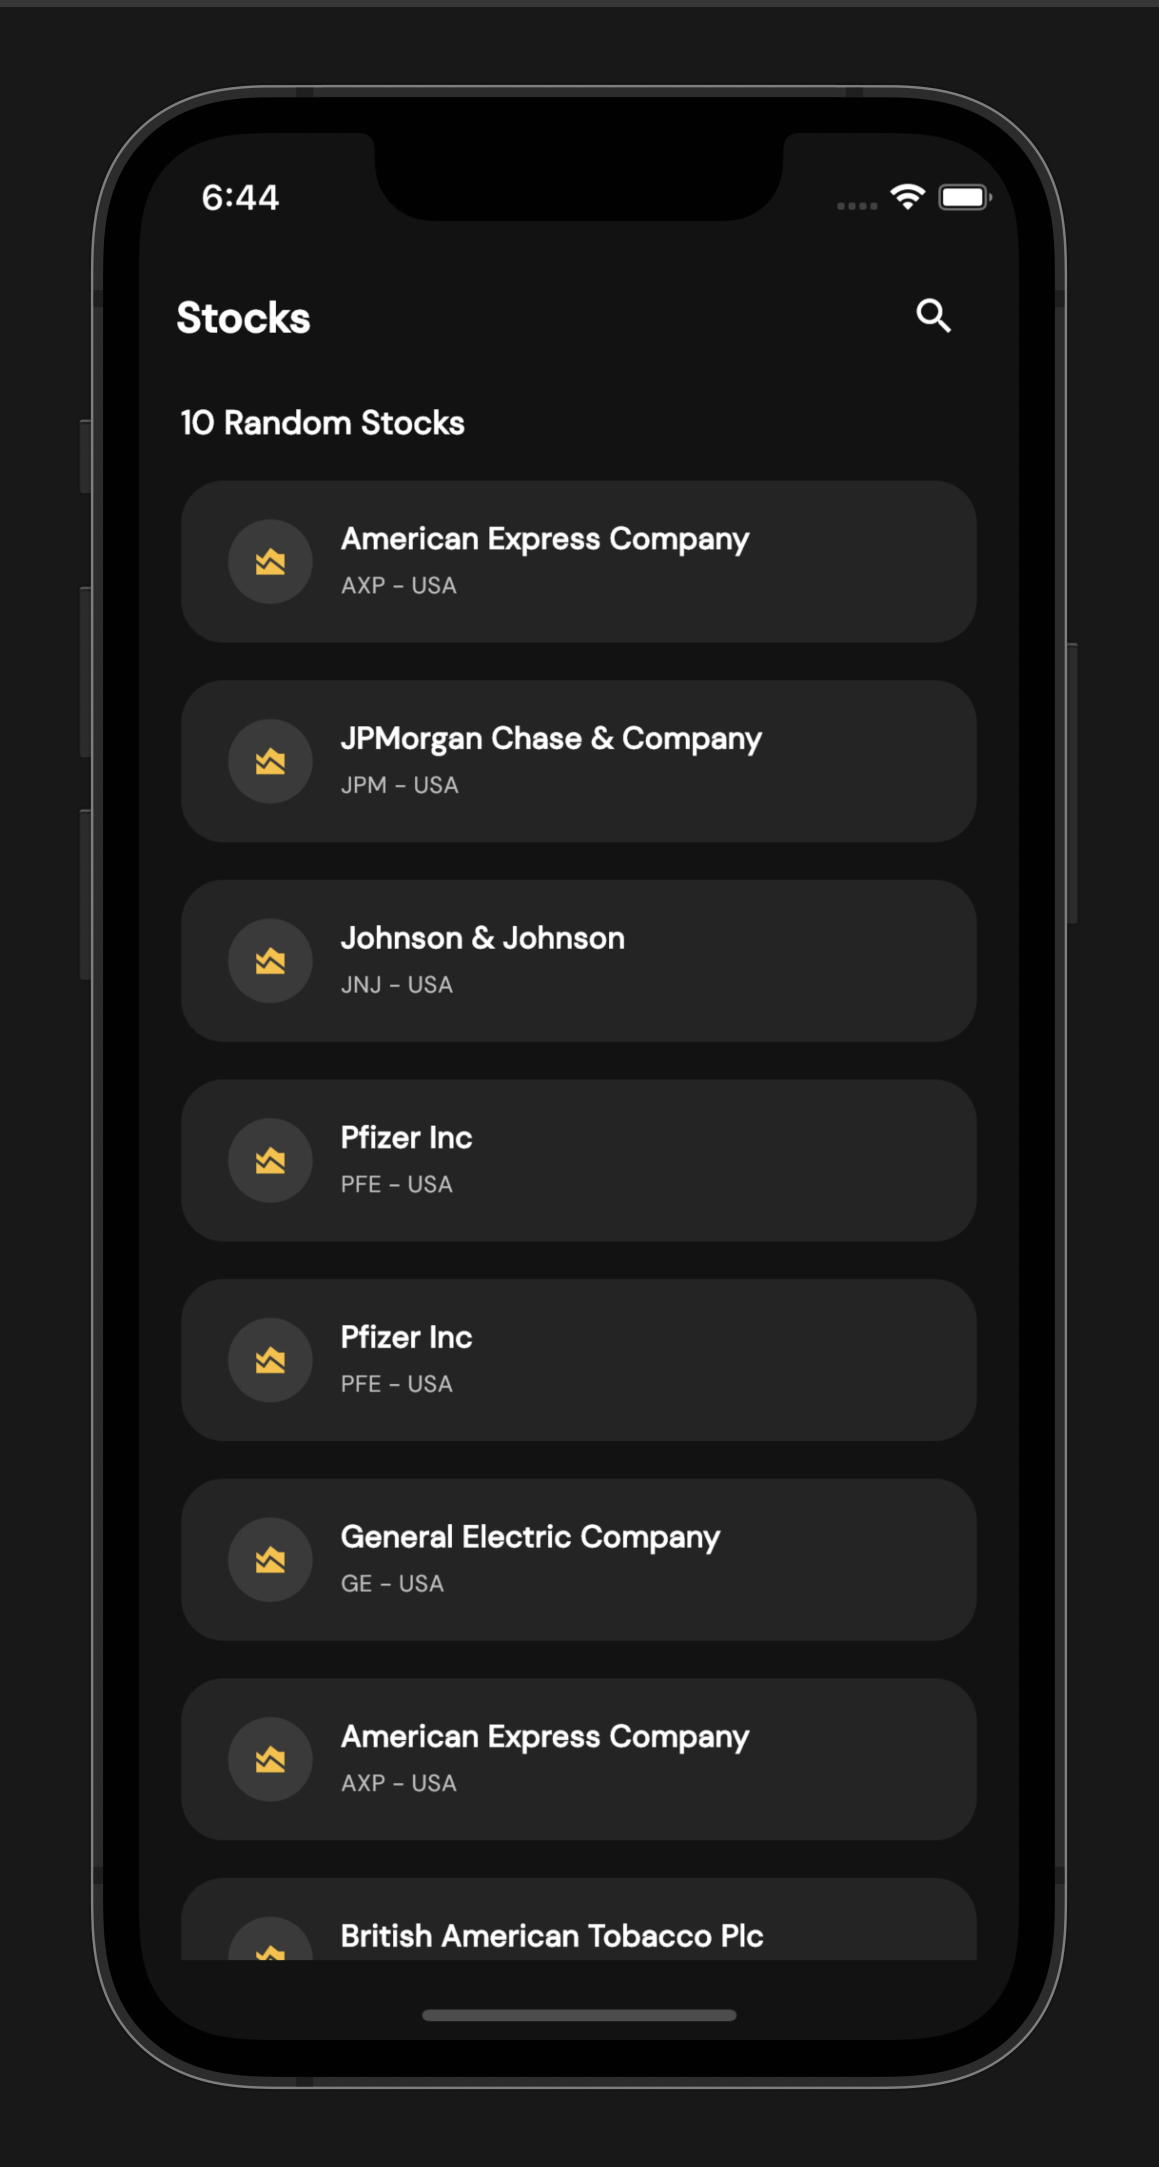 6:44
Stocks
10 Random Stocks
American Express Company
AXP - USA
JPMorgan Chase & Company
JPM - USA
Johnson & Johnson
JNJ - USA
Pfizer Inc
PFE - USA
Pfizer Inc
PFE - USA
General Electric Company
GE - USA
American Express Company
AXP - USA
British American Tobacco Plc